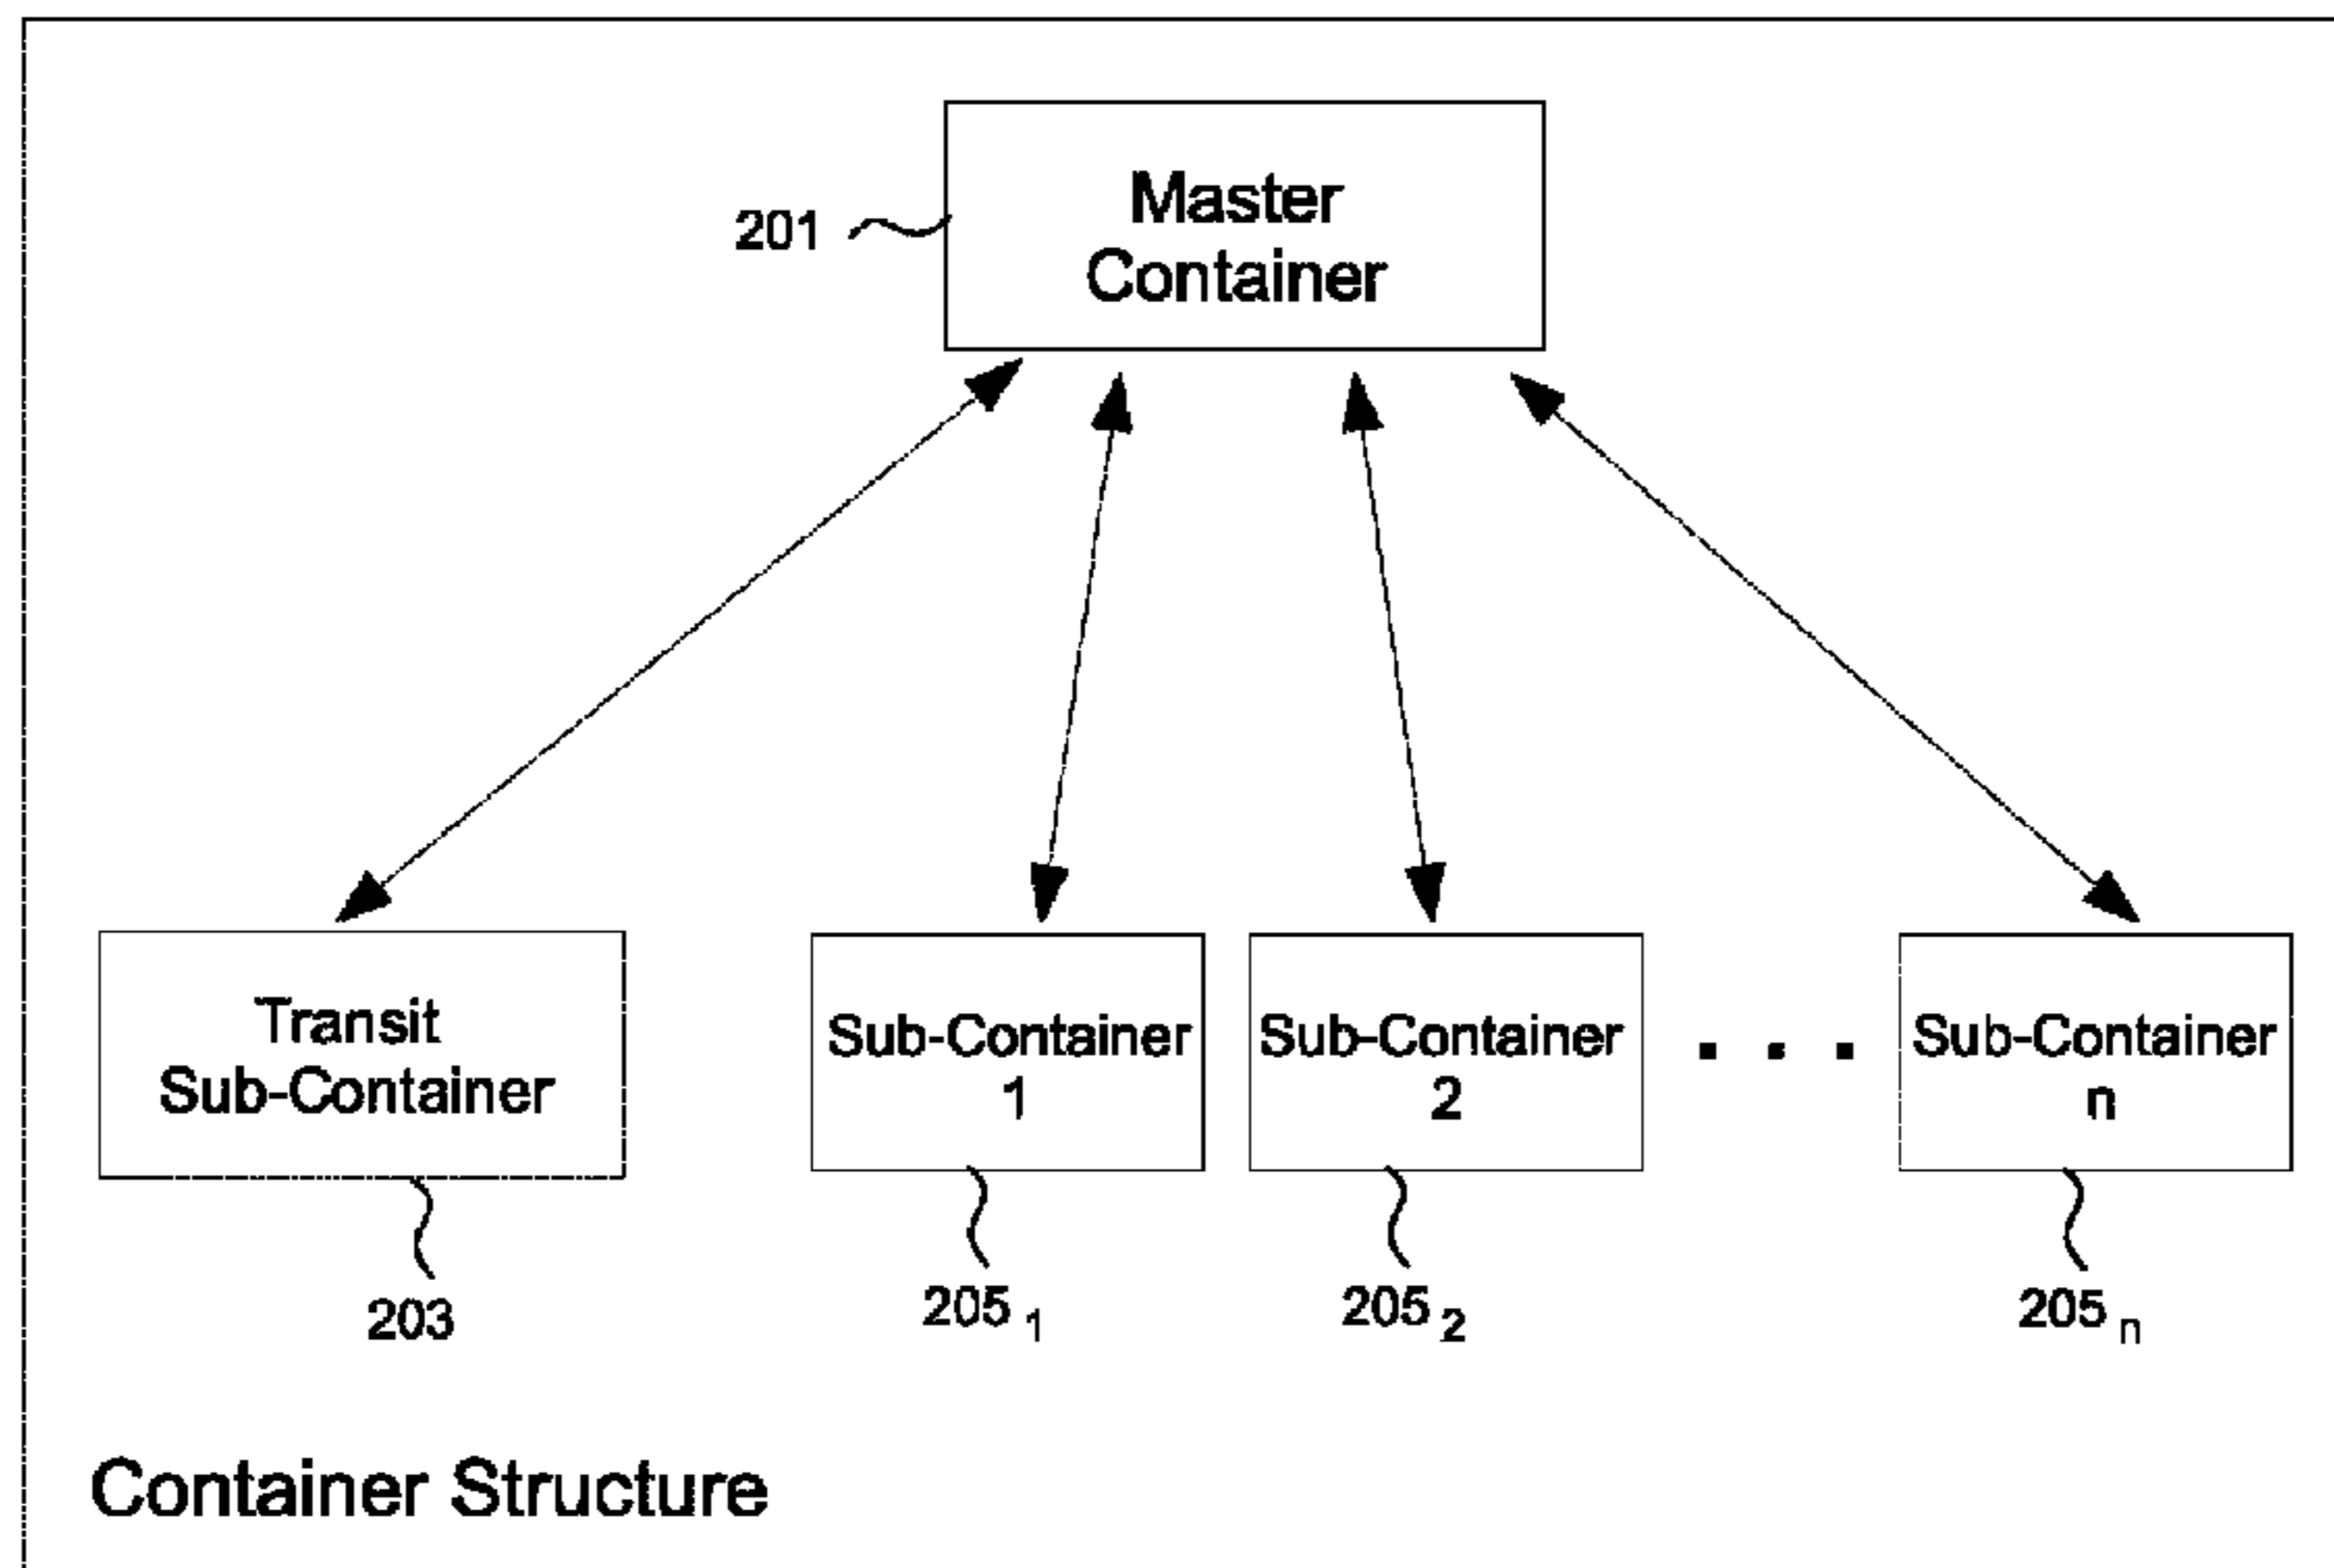 Master
Container
201
Transit
Sub-Container
Sub-Container
1
Sub-Container
2
. . .
Sub-Container
n
203
205 1
205 2
205 n
Container Structure